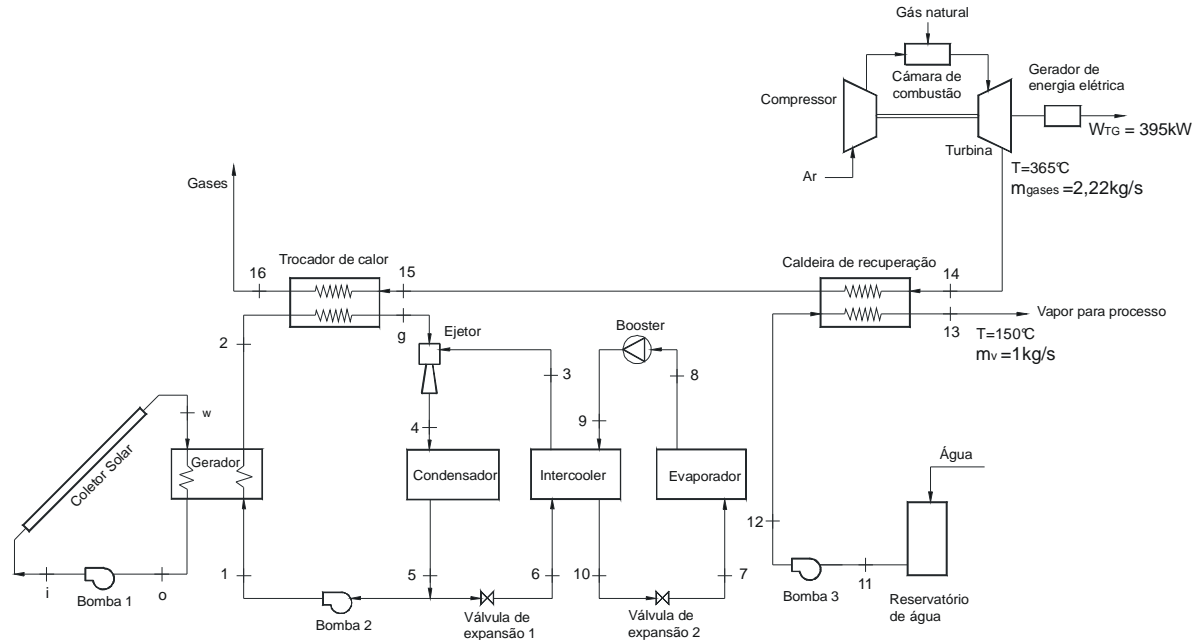 Gás natural
Câmara de
combustão
Gerador de
energia elétrica
Compressor
WTG = 395kW
Turbina
Ar
T=365°C
mgases =2,22kg/s
Gases
Trocador de calor
Caldeira de recuperação
16
15
14
Vapor para processo
13
T=150°C
mv =1kg/s
g
Ejetor
Booster
2
3
8
w
9
4
Coletor Solar
Gerador
Condensador
Intercooler
Evaporador
Água
12
1
5
6
10
7
i
Bomba 1
o
Bomba 2
Válvula de
expansão 1
Válvula de
expansão 2
Bomba 3
11
Reservatório
de água